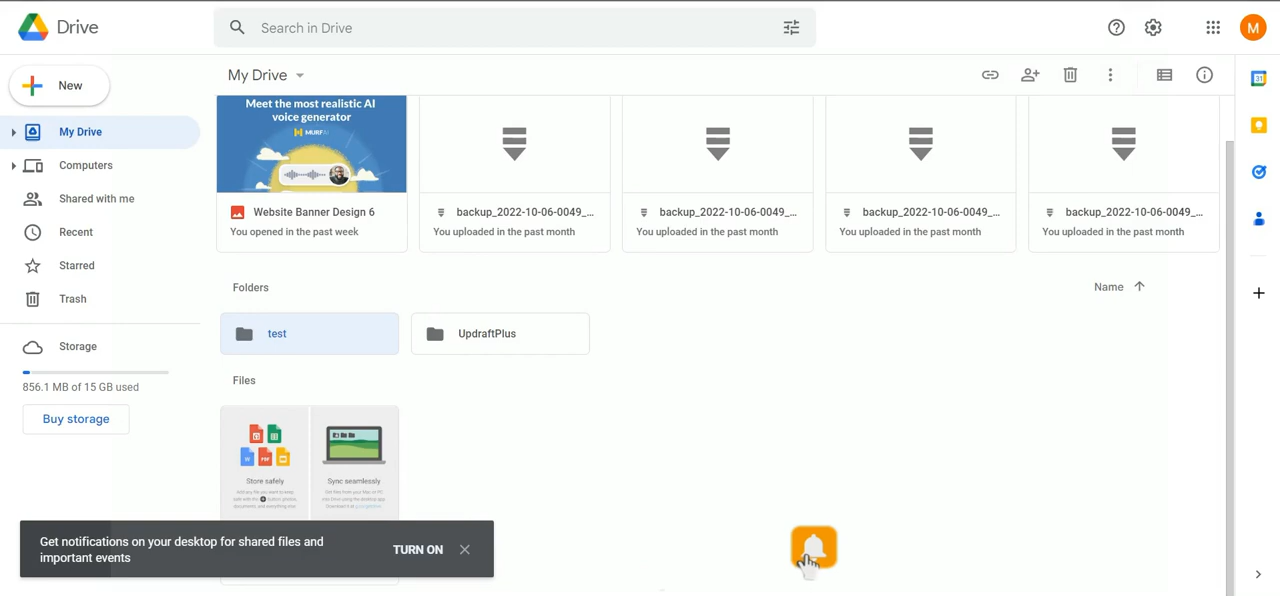 Drive
Search in Drive
M
New
My Drive
31
My Drive
Computers
Shared with me
Recent
Starred
Trash
Storage
856.1 MB of 15 GB used
Buy storage
Meet the most realistic AI
voice generator
MURF AI
Website Banner Design 6
You opened in the past week
backup_2022-10-06-0049_...
You uploaded in the past month
backup_2022-10-06-0049_...
You uploaded in the past month
backup_2022-10-06-0049_...
You uploaded in the past month
backup_2022-10-06-0049_...
You uploaded in the past month
Folders
Name
test
UpdraftPlus
Files
W
PDF
Store safely
Sync seamlessly
Get notifications on your desktop for shared files and
important events
TURN ON